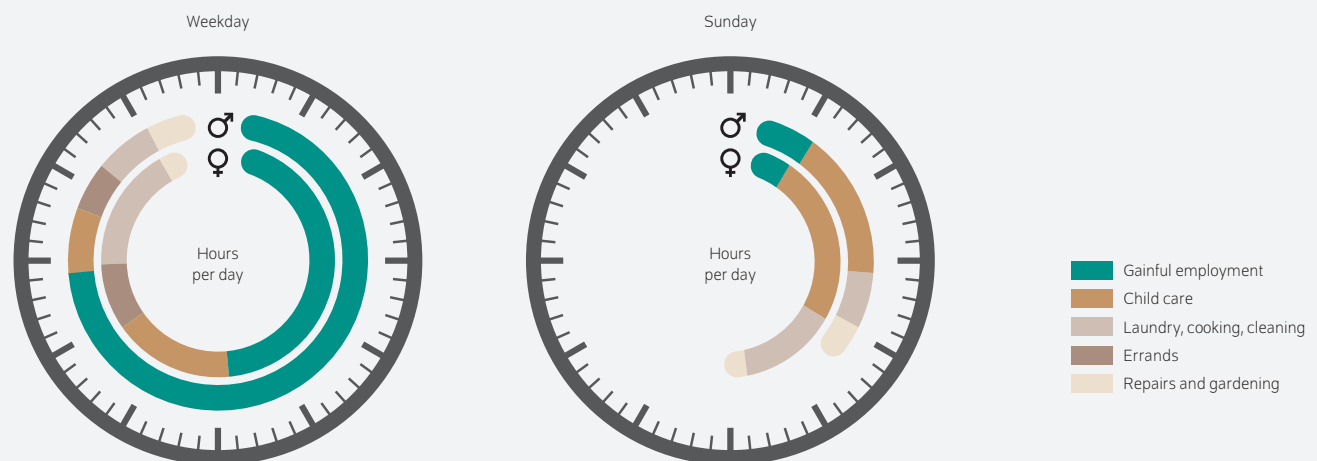 Weekday
Sunday
♂
♀
Hours
per day
♂
♀
Hours
per day
Gainful employment
Child care
Laundry, cooking, cleaning
Errands
Repairs and gardening